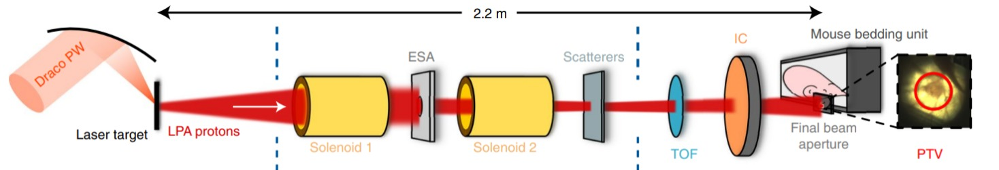 2.2 m
Draco PW
Laser target
LPA protons
Solenoid 1
ESA
Solenoid 2
Scatterers
TOF
IC
Mouse bedding unit
Final beam
aperture
PTV